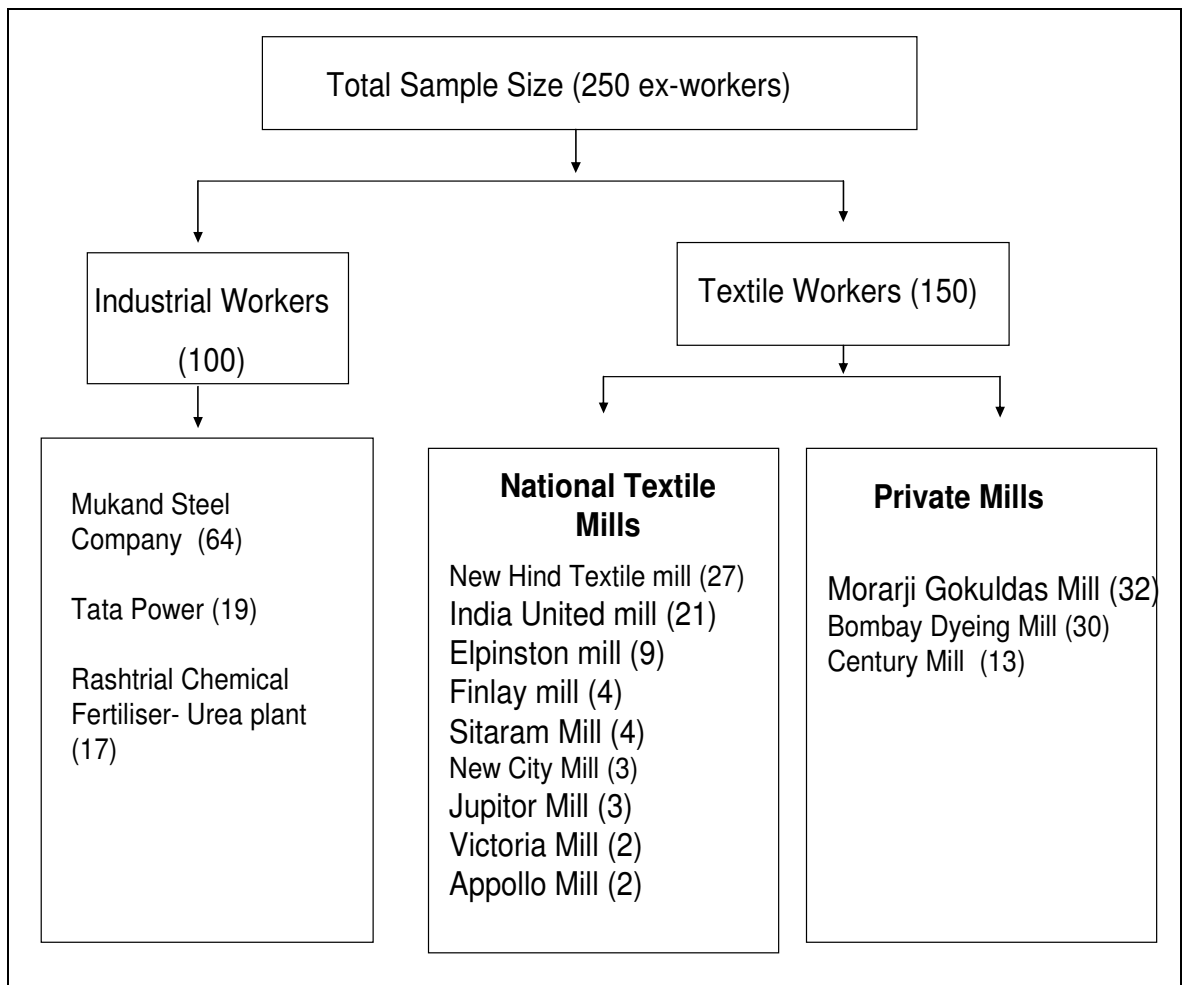 Total Sample Size (250 ex-workers)
Industrial Workers
(100)
Textile Workers (150)
Mukand Steel
Company (64)
Tata Power (19)
Rashtrial Chemical
Fertiliser- Urea plant
(17)
National Textile
Mills
New Hind Textile mill (27)
India United mill (21)
Elpinston mill (9)
Finlay mill (4)
Sitaram Mill (4)
New City Mill (3)
Jupitor Mill (3)
Victoria Mill (2)
Appollo Mill (2)
Private Mills
Morarji Gokuldas Mill (32)
Bombay Dyeing Mill (30)
Century Mill (13)